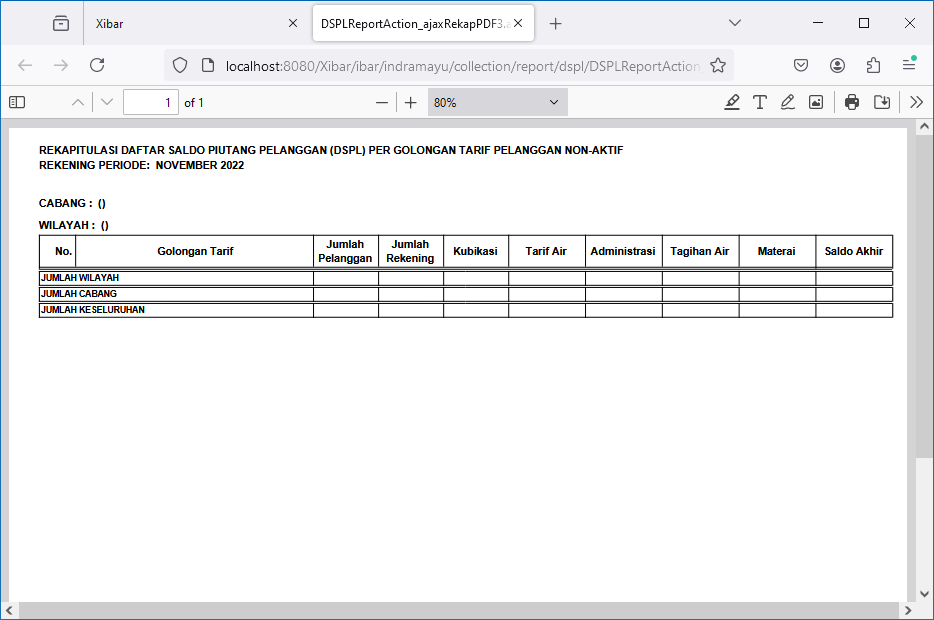 Xibar
DSPLReportAction_ajaxRekapPDF3.a
localhost:8080/Xibar/ibar/indramayu/collection/report/dspl/DSPLReportAction_
1 of 1
80%
REKAPITULASI DAFTAR SALDO PIUTANG PELANGGAN (DSPL) PER GOLONGAN TARIF PELANGGAN NON-AKTIF
REKENING PERIODE: NOVEMBER 2022
CABANG : ()
WILAYAH : ()
No. Golongan Tarif Jumlah Pelanggan Jumlah Rekening Kubikasi Tarif Air Administrasi Tagihan Air Materai Saldo Akhir
JUMLAH WILAYAH
JUMLAH CABANG
JUMLAH KESELURUHAN